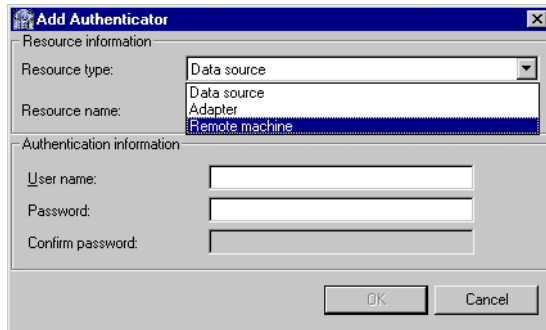 Add Authenticator
Resource information
Resource type:
Data source
Data source
Adapter
Resource name:
Remote machine
Authentication information
User name:
Password:
Confirm password:
OK
Cancel